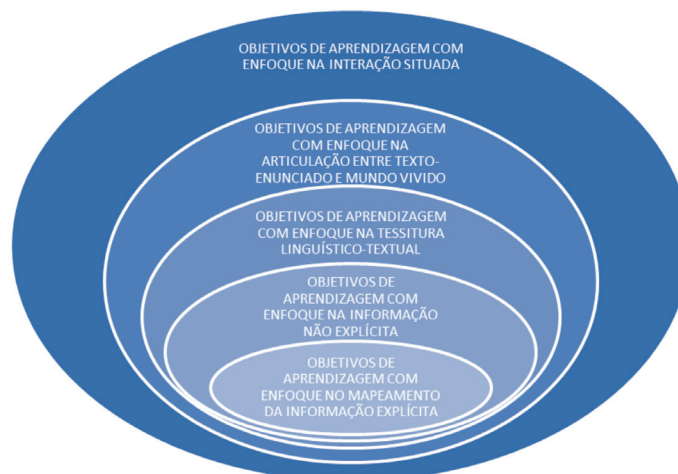 OBJETIVOS DE APRENDIZAGEM COM
ENFOQUE NA INTERAÇÃO SITUADA
OBJETIVOS DE APRENDIZAGEM
COM ENFOQUE NA
ARTICULAÇÃO ENTRE TEXTO-
ENUNCIADO E MUNDO VIVIDO
OBJETIVOS DE APRENDIZAGEM
COM ENFOQUE NA TESSITURA
LINGUÍSTICO-TEXTUAL
OBJETIVOS DE
APRENDIZAGEM COM
ENFOQUE NA INFORMAÇÃO
NÃO EXPLÍCITA
OBJETIVOS DE
APRENDIZAGEM COM
ENFOQUE NO MAPEAMENTO
DA INFORMAÇÃO EXPLÍCITA